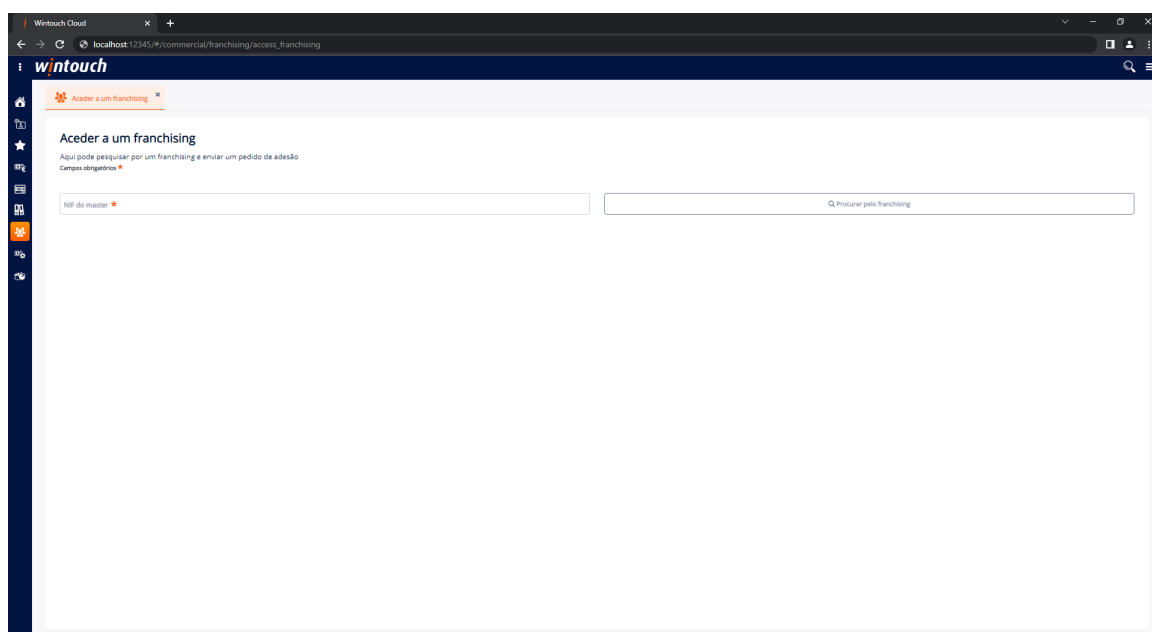 Wintouch Cloud
localhost:12345/#/commercial/franchising/access_franchising
wintouch
Aceder a um franchising
Aceder a um franchising
Aqui pode pesquisar por um franchising e enviar um pedido de adesão
Campos obrigatórios *
NIF do master *
Procurar pelo franchising